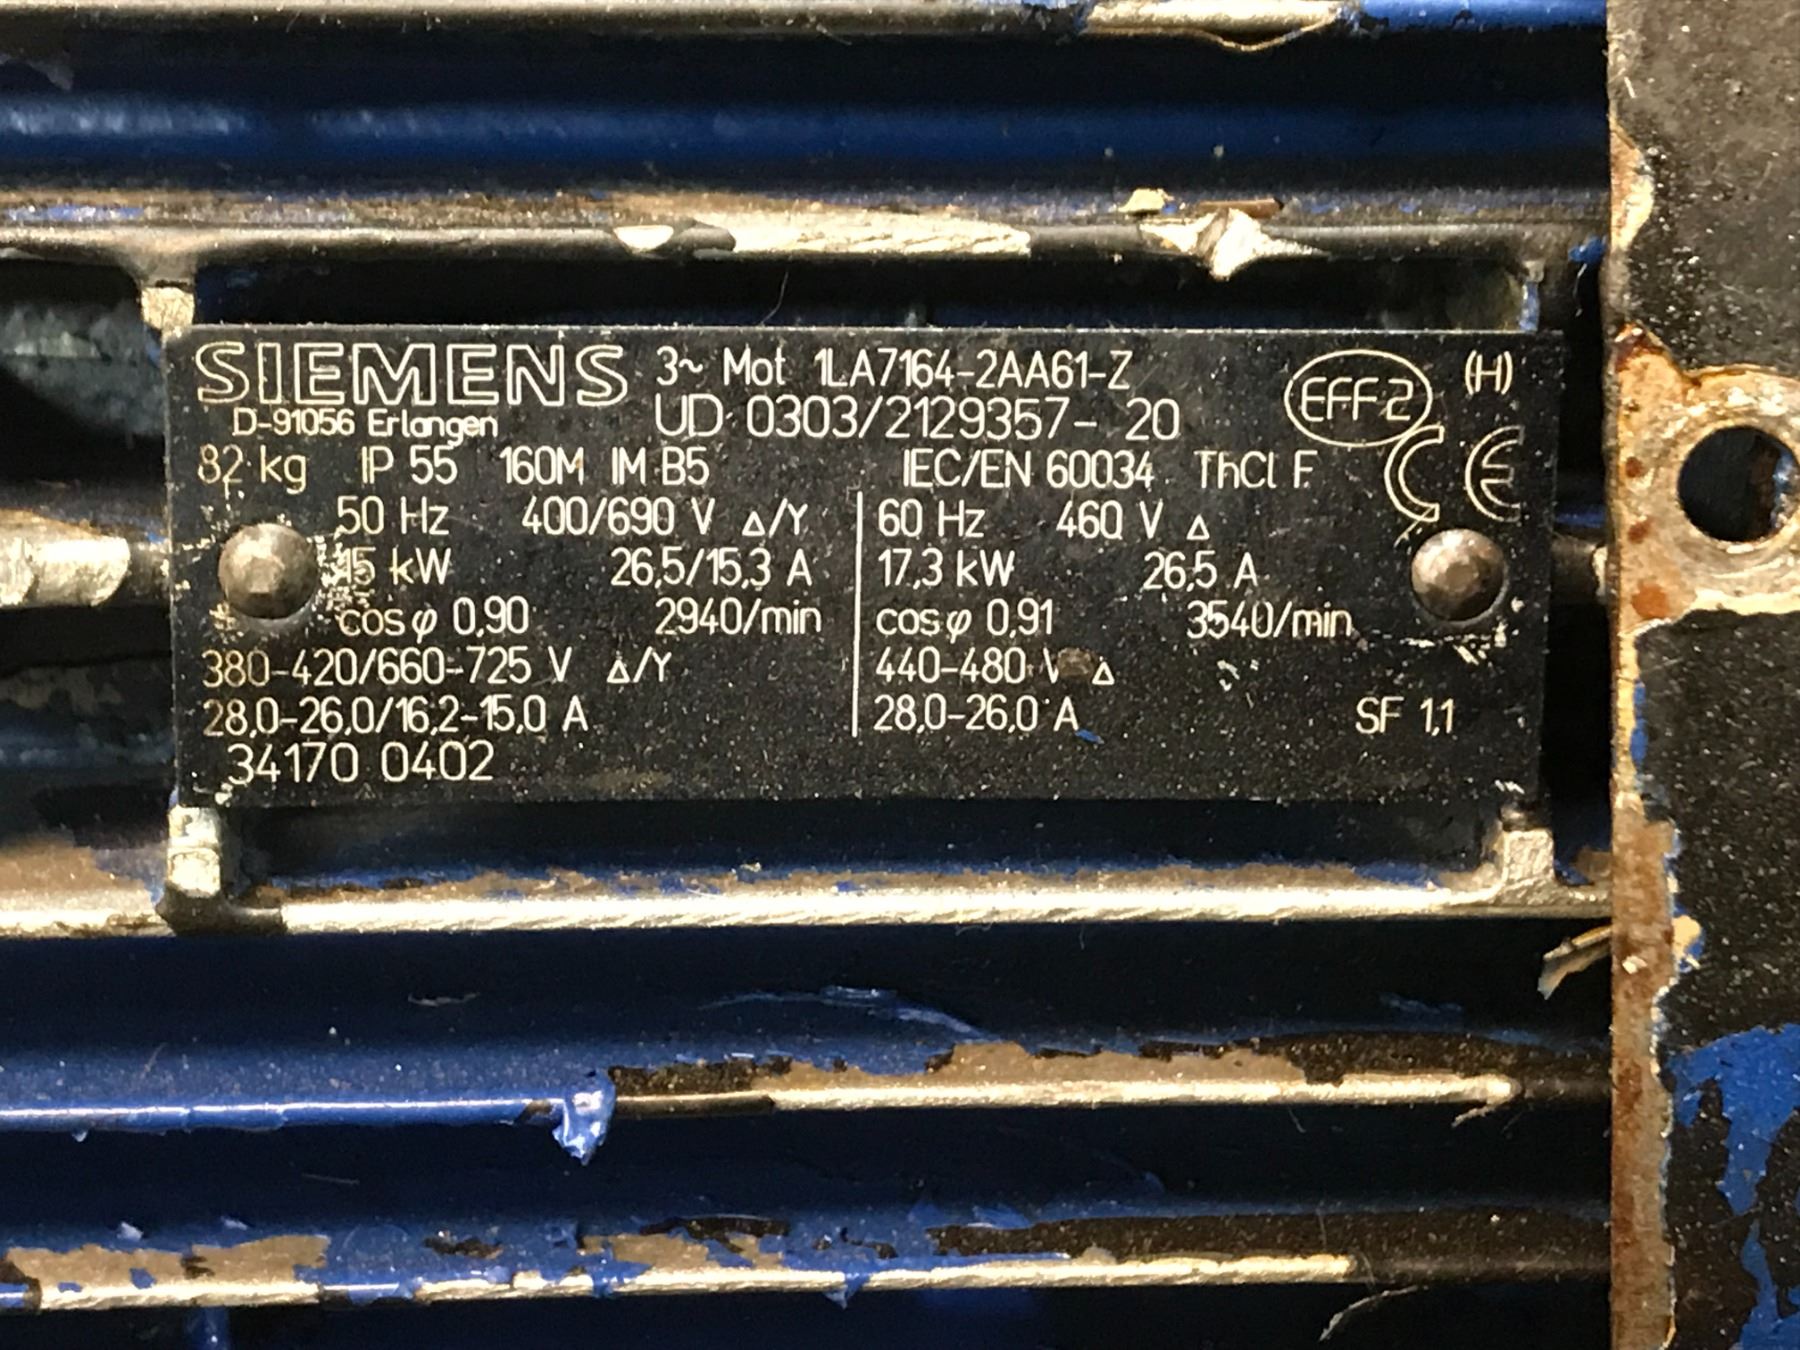 SIEMENS 3~ Mot 1LA7164-2AA61-Z EFF2 (H)
D-91056 Erlangen UD 0303/2129357-20
82 kg IP 55 160M IM B5 IEC/EN 60034 ThCl F CE
50 Hz 400/690 V Δ/Y 60 Hz 460 V Δ
15 kW 26,5/15,3 A 17,3 kW 26,5 A
cos φ 0,90 2940/min cos φ 0,91 3540/min
380-420/660-725 V Δ/Y 440-480 V Δ
28,0-26,0/16,2-15,0 A 28,0-26,0 A SF 1,1
34170 0402